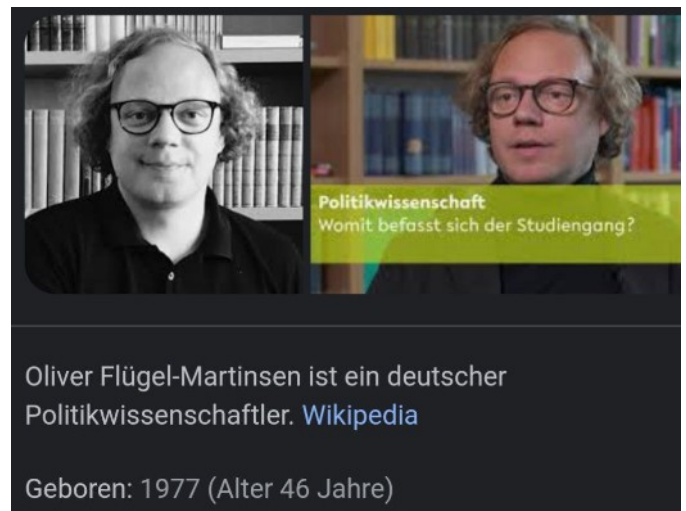 Politikwissenschaft
Womit befasst sich der Studiengang?
Oliver Flügel-Martinsen ist ein deutscher
Politikwissenschaftler. Wikipedia
Geboren: 1977 (Alter 46 Jahre)